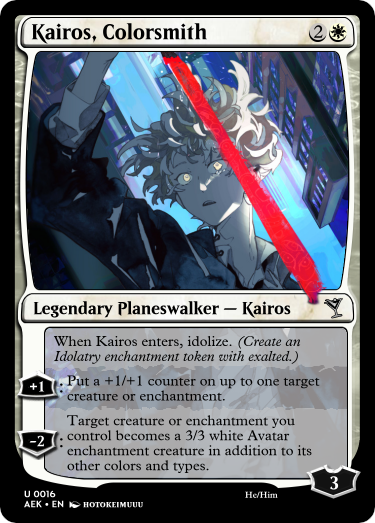 Kairos, Colorsmith 2
Legendary Planeswalker — Kairos
When Kairos enters, idolize. (Create an
Idolatry enchantment token with exalted.)
+1: Put a +1/+1 counter on up to one target
creature or enchantment.
-2: Target creature or enchantment you
control becomes a 3/3 white Avatar
enchantment creature in addition to its
other colors and types.
3
U 0016
AEK • EN HOTOKEIMUUU
He/Him